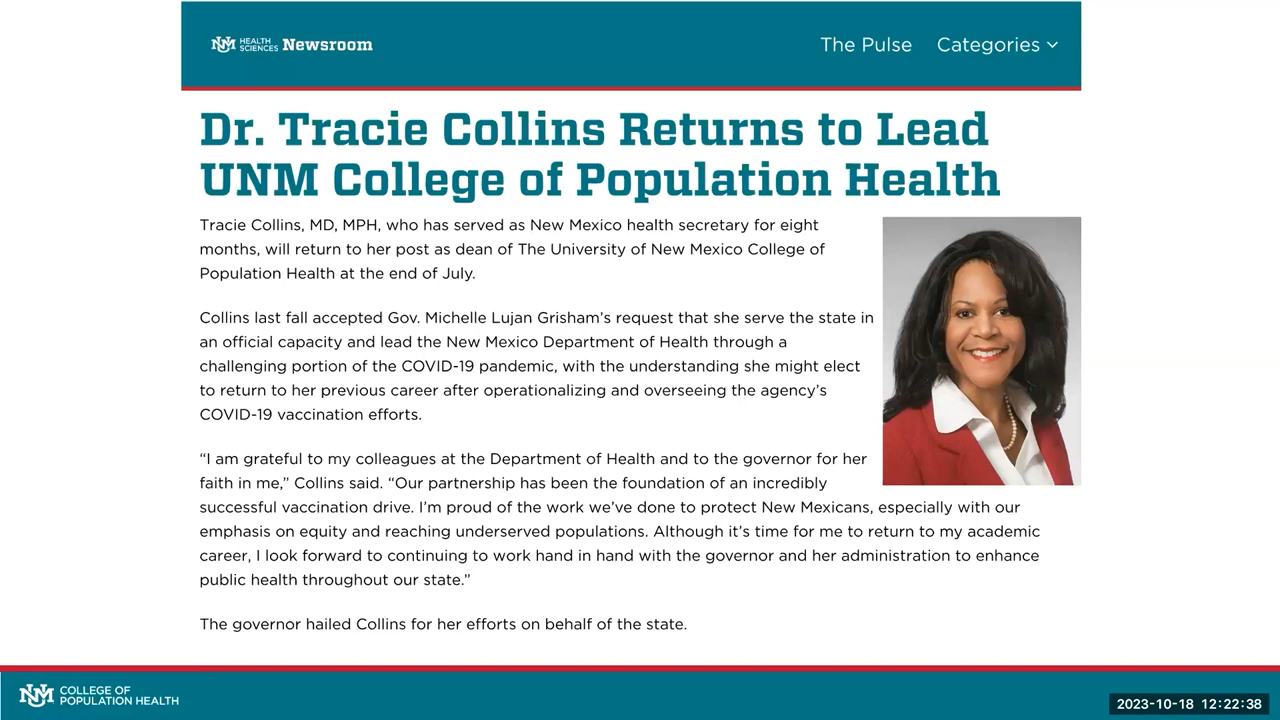 UNM HEALTH SCIENCES Newsroom
The Pulse
Categories
Dr. Tracie Collins Returns to Lead
UNM College of Population Health
Tracie Collins, MD, MPH, who has served as New Mexico health secretary for eight
months, will return to her post as dean of The University of New Mexico College of
Population Health at the end of July.
Collins last fall accepted Gov. Michelle Lujan Grisham’s request that she serve the state in
an official capacity and lead the New Mexico Department of Health through a
challenging portion of the COVID-19 pandemic, with the understanding she might elect
to return to her previous career after operationalizing and overseeing the agency’s
COVID-19 vaccination efforts.
“I am grateful to my colleagues at the Department of Health and to the governor for her
faith in me,” Collins said. “Our partnership has been the foundation of an incredibly
successful vaccination drive. I’m proud of the work we’ve done to protect New Mexicans, especially with our
emphasis on equity and reaching underserved populations. Although it’s time for me to return to my academic
career, I look forward to continuing to work hand in hand with the governor and her administration to enhance
public health throughout our state.”
The governor hailed Collins for her efforts on behalf of the state.
UNM COLLEGE OF
POPULATION HEALTH
2023-10-18 12:22:38